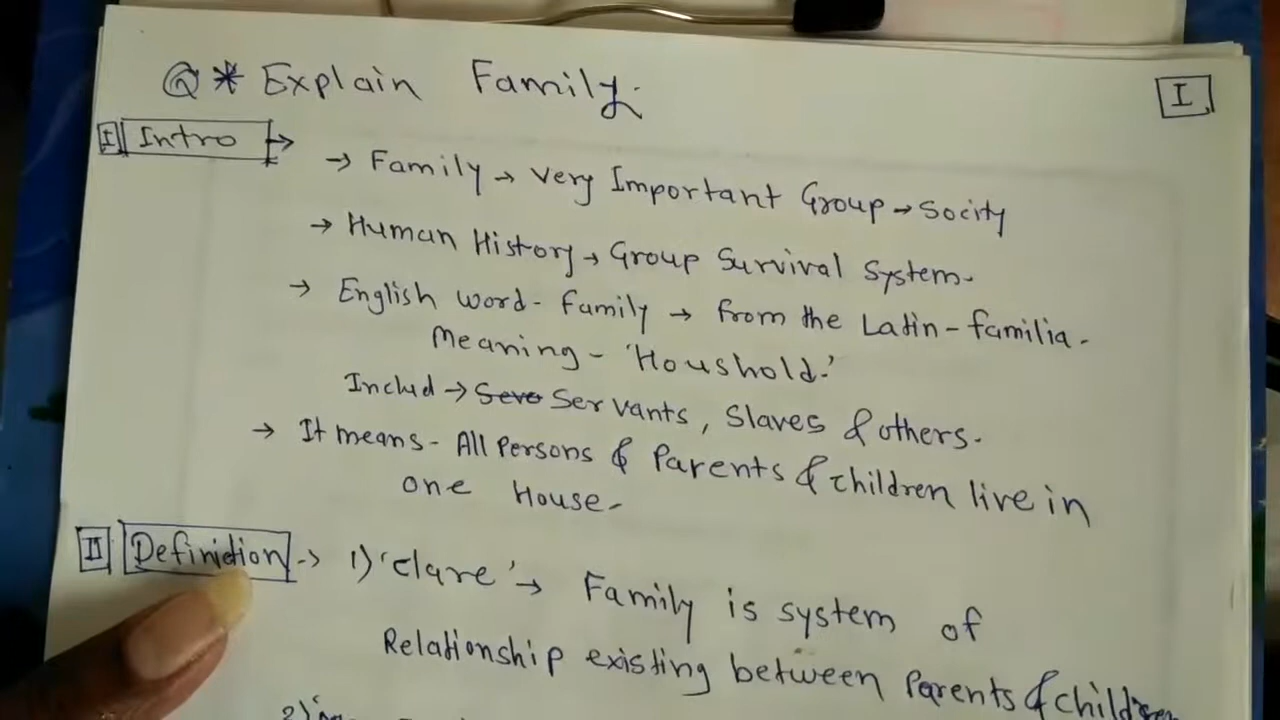 Q * Explain Family.
I
I Intro →
→ Family → Very Important Group → Socity
→ Human History → Group Survival System.
→ English word - family → from the Latin - familia.
Meaning - 'Houshold.'
Includ → Seve Servants, Slaves & others.
→ It means - All Persons & Parents & children live in
one House.
II Definition → 1) 'clare' → Family is system of
Relationship existing between Parents & children
2) '